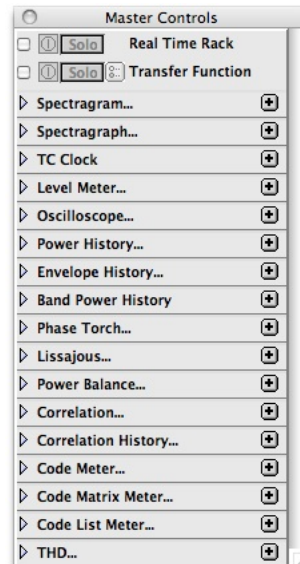 Master Controls
Solo Real Time Rack
Solo Transfer Function
Spectragram...
Spectragraph...
TC Clock
Level Meter...
Oscilloscope...
Power History...
Envelope History...
Band Power History
Phase Torch...
Lissajous...
Power Balance...
Correlation...
Correlation History...
Code Meter...
Code Matrix Meter...
Code List Meter...
THD...